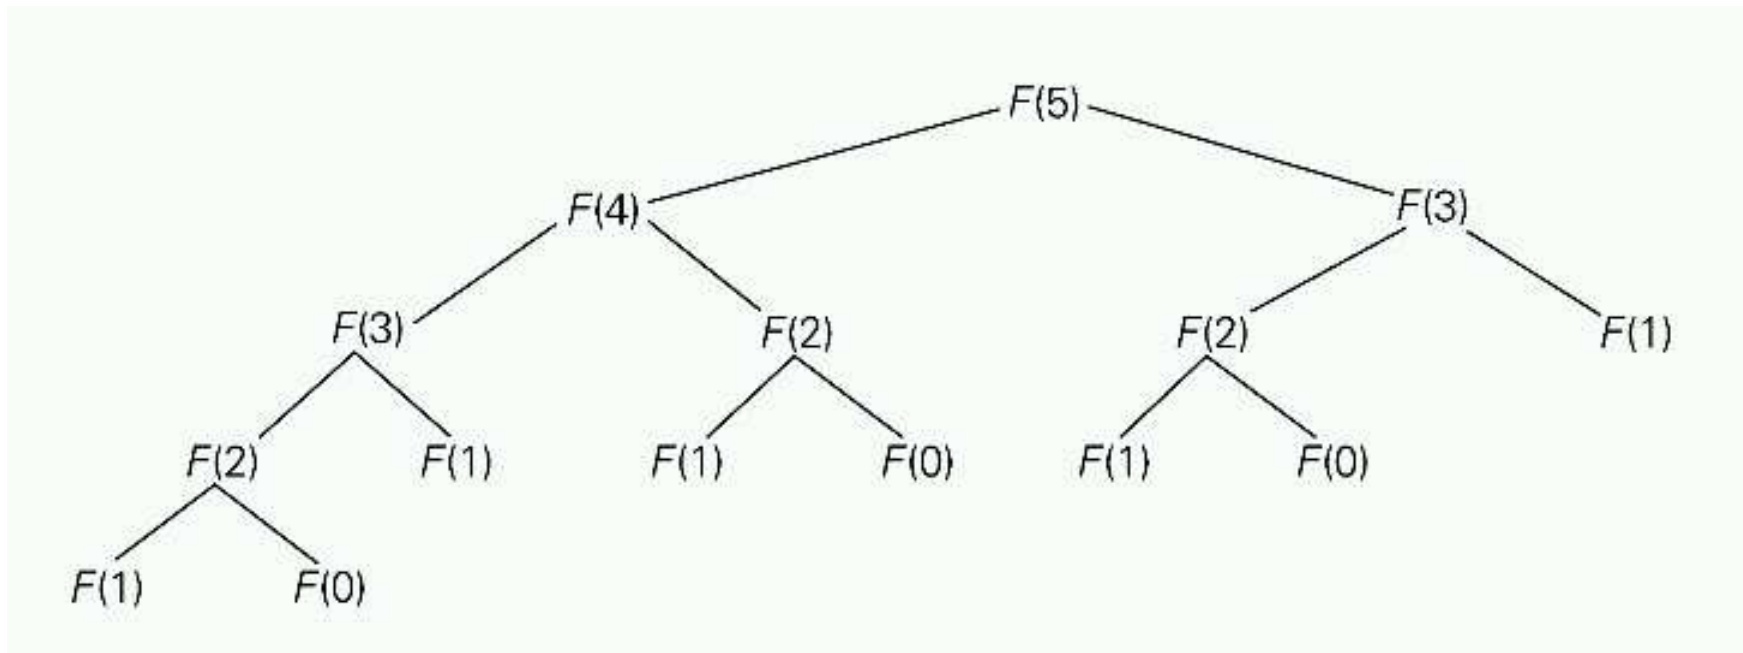 F(5)
F(4) F(3)
F(3) F(2) F(2) F(1)
F(2) F(1) F(1) F(0) F(1) F(0)
F(1) F(0)